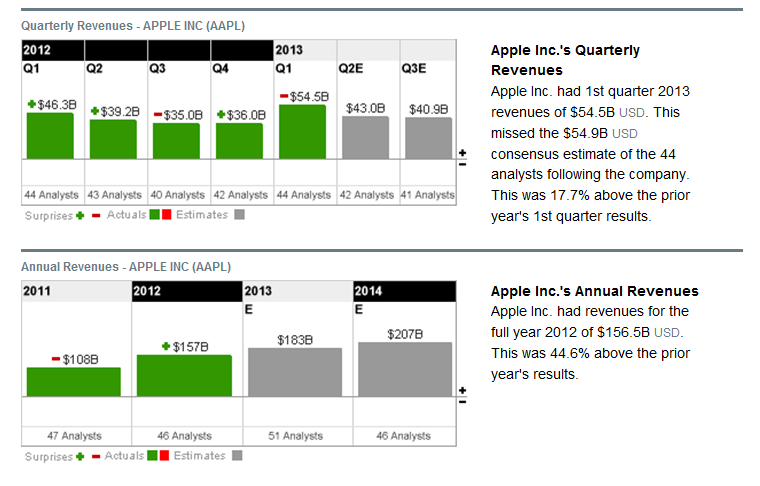 Quarterly Revenues - APPLE INC (AAPL)
2012 2013
Q1 Q2 Q3 Q4 Q1 Q2E Q3E
$46.3B $39.2B $35.0B $36.0B $54.5B $43.0B $40.9B
44 Analysts 43 Analysts 40 Analysts 42 Analysts 44 Analysts 42 Analysts 41 Analysts
Surprises + - Actuals Estimates
Apple Inc.'s Quarterly
Revenues
Apple Inc. had 1st quarter 2013
revenues of $54.5B USD. This
missed the $54.9B USD
consensus estimate of the 44
analysts following the company.
This was 17.7% above the prior
year's 1st quarter results.
Annual Revenues - APPLE INC (AAPL)
2011 2012 2013 2014
E E
$108B $157B $183B $207B
47 Analysts 46 Analysts 51 Analysts 46 Analysts
Surprises + - Actuals Estimates
Apple Inc.'s Annual Revenues
Apple Inc. had revenues for the
full year 2012 of $156.5B USD.
This was 44.6% above the prior
year's results.